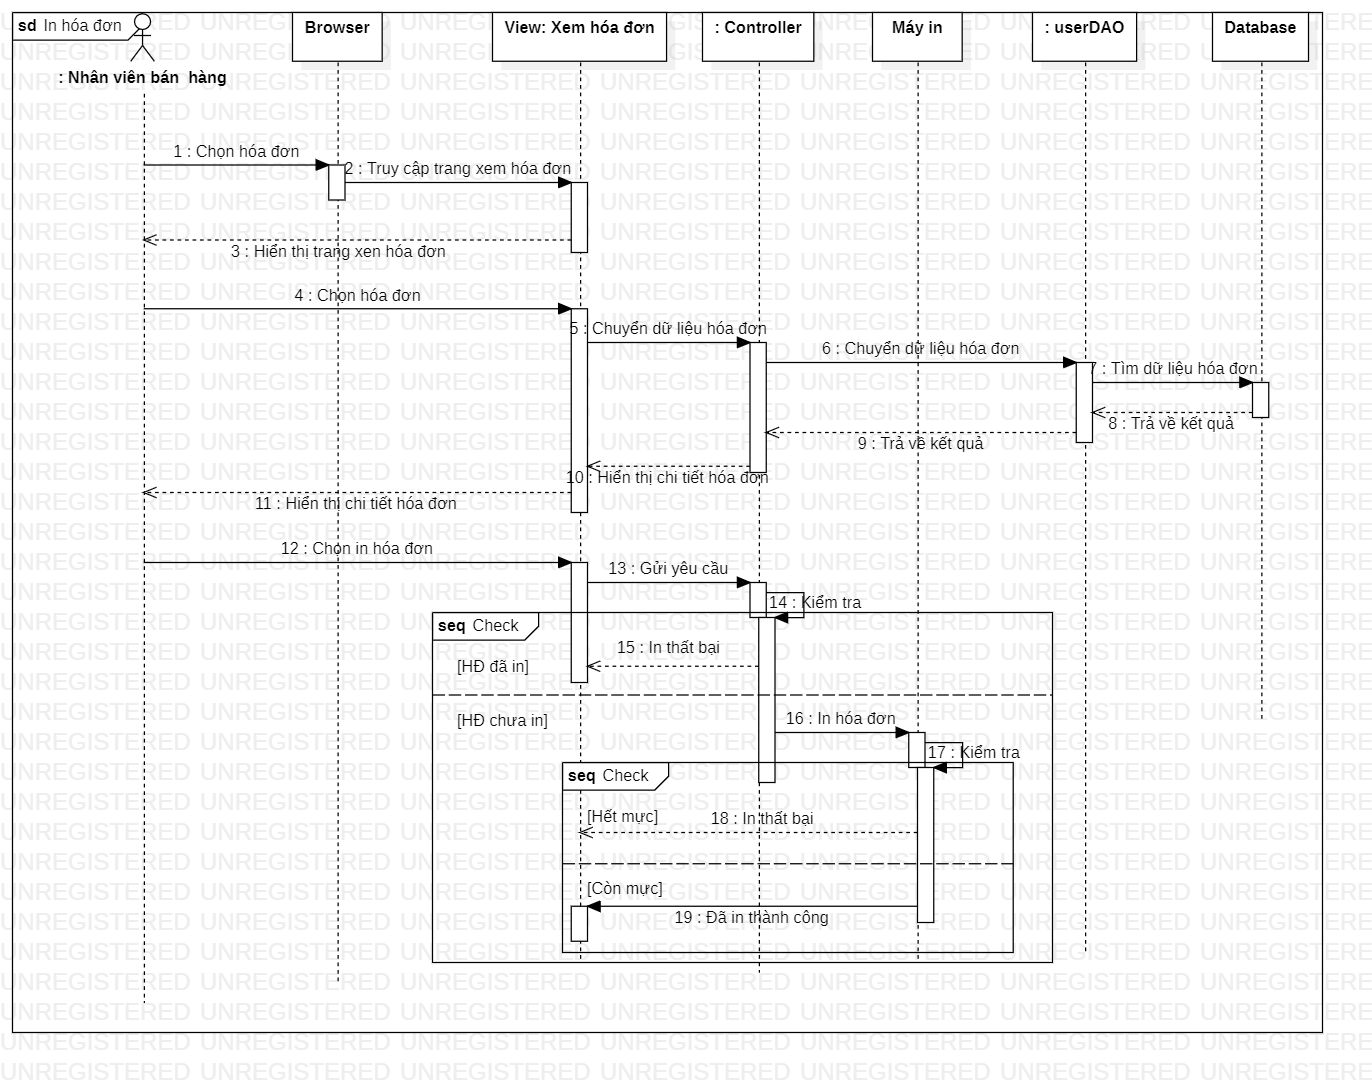 sd In hóa đơn
: Nhân viên bán hàng
Browser
View: Xem hóa đơn
: Controller
Máy in
: userDAO
Database
1 : Chọn hóa đơn
2 : Truy cập trang xem hóa đơn
3 : Hiển thị trang xen hóa đơn
4 : Chọn hóa đơn
5 : Chuyển dữ liệu hóa đơn
6 : Chuyển dữ liệu hóa đơn
7 : Tìm dữ liệu hóa đơn
8 : Trả về kết quả
9 : Trả về kết quả
10 : Hiển thị chi tiết hóa đơn
11 : Hiển thị chi tiết hóa đơn
12 : Chọn in hóa đơn
13 : Gửi yêu cầu
14 : Kiểm tra
seq Check
[HĐ đã in]
15 : In thất bại
[HĐ chưa in]
16 : In hóa đơn
17 : Kiểm tra
seq Check
[Hết mực]
18 : In thất bại
[Còn mực]
19 : Đã in thành công
UNREGISTERED